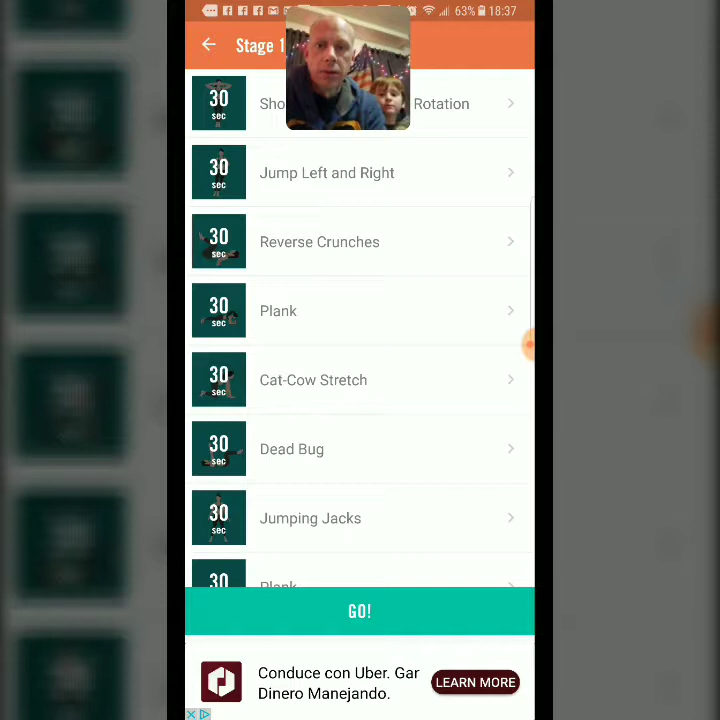 63% 18:37
Stage 1
30
sec
Rotation
30
sec
Jump Left and Right
30
sec
Reverse Crunches
30
sec
Plank
30
sec
Cat-Cow Stretch
30
sec
Dead Bug
30
sec
Jumping Jacks
30
Plank
GO!
Conduce con Uber. Gar
Dinero Manejando.
LEARN MORE